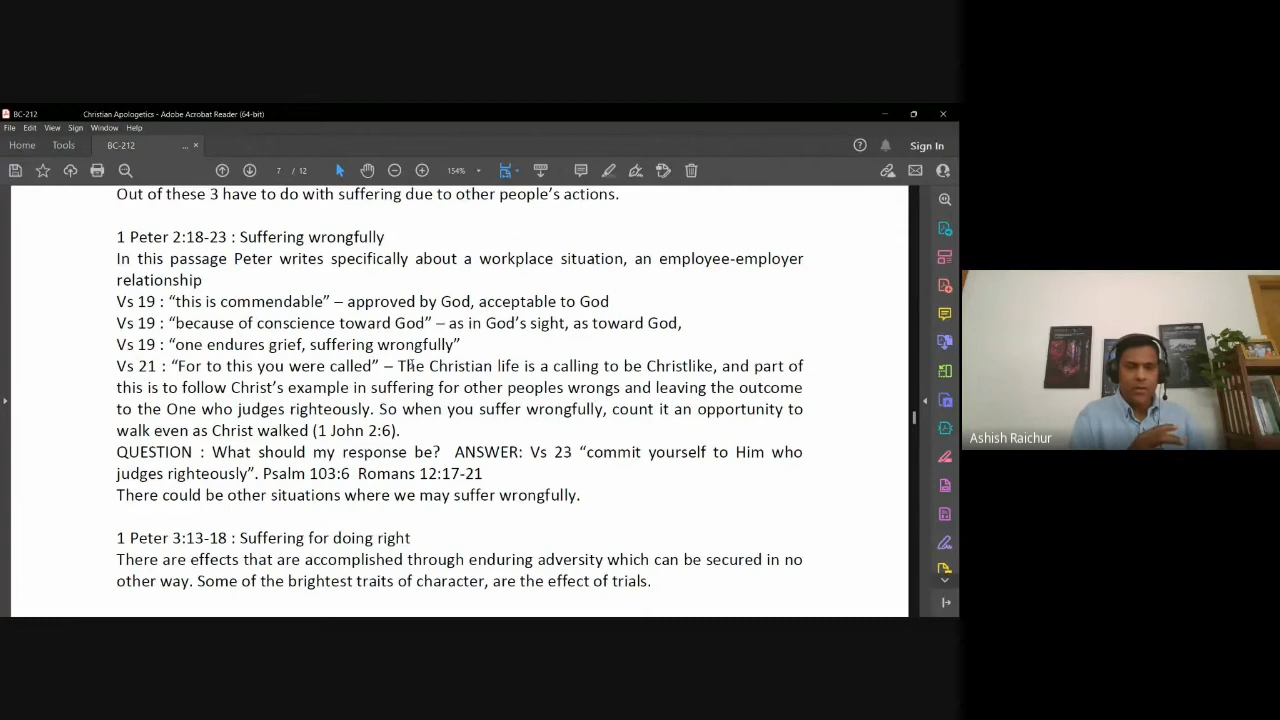 BC-212 Christian Apologetics - Adobe Acrobat Reader (64-bit)
File Edit View Sign Window Help
Home Tools BC-212 ... × Sign In
7 / 12 154%
Out of these 3 have to do with suffering due to other people’s actions.
1 Peter 2:18-23 : Suffering wrongfully
In this passage Peter writes specifically about a workplace situation, an employee-employer
relationship
Vs 19 : “this is commendable” – approved by God, acceptable to God
Vs 19 : “because of conscience toward God” – as in God’s sight, as toward God,
Vs 19 : “one endures grief, suffering wrongfully”
Vs 21 : “For to this you were called” – The Christian life is a calling to be Christlike, and part of
this is to follow Christ’s example in suffering for other peoples wrongs and leaving the outcome
to the One who judges righteously. So when you suffer wrongfully, count it an opportunity to
walk even as Christ walked (1 John 2:6).
QUESTION : What should my response be? ANSWER: Vs 23 “commit yourself to Him who
judges righteously”. Psalm 103:6 Romans 12:17-21
There could be other situations where we may suffer wrongfully.
1 Peter 3:13-18 : Suffering for doing right
There are effects that are accomplished through enduring adversity which can be secured in no
other way. Some of the brightest traits of character, are the effect of trials.
Ashish Raichur